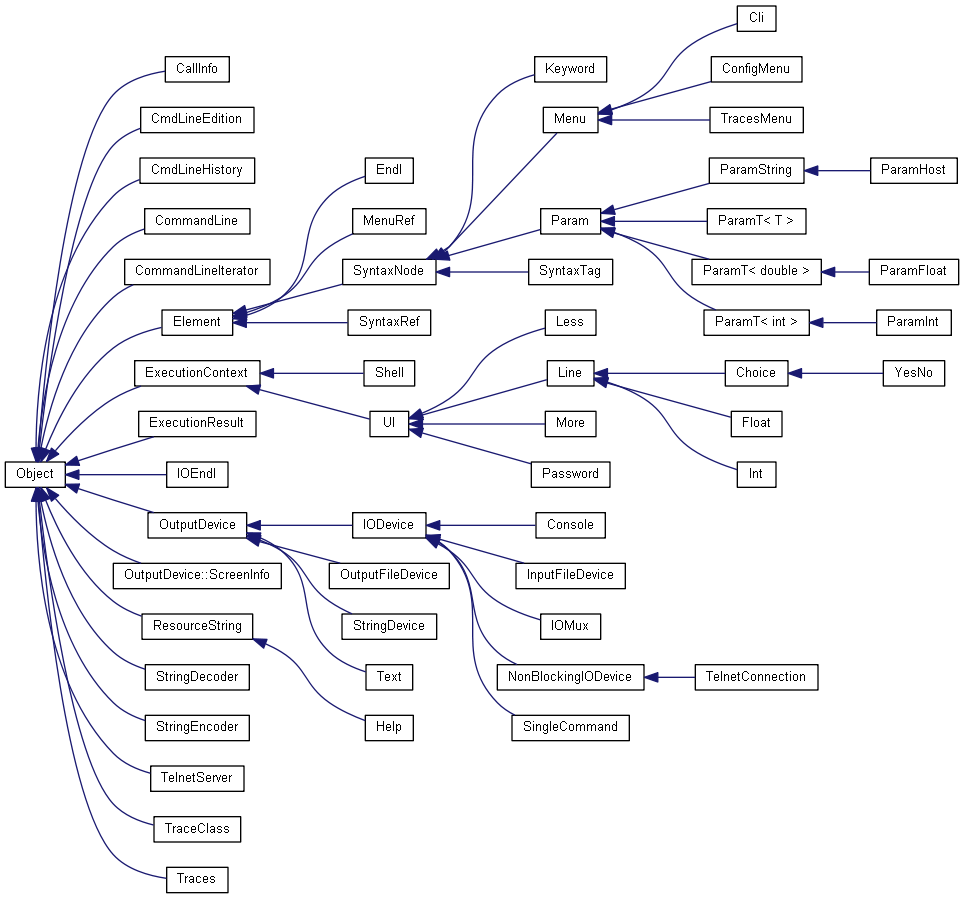 Cli
CallInfo
Keyword
ConfigMenu
CmdLineEdition
Menu
TracesMenu
CmdLineHistory
Endl
ParamString
ParamHost
CommandLine
MenuRef
Param
ParamT< T >
CommandLineIterator
SyntaxNode
SyntaxTag
ParamT< double >
ParamFloat
Element
SyntaxRef
Less
ParamT< int >
ParamInt
ExecutionContext
Shell
Line
Choice
YesNo
ExecutionResult
UI
More
Float
Object
IOEndl
Password
Int
OutputDevice
IODevice
Console
OutputDevice::ScreenInfo
OutputFileDevice
InputFileDevice
ResourceString
StringDevice
IOMux
StringDecoder
Text
NonBlockingIODevice
TelnetConnection
StringEncoder
Help
SingleCommand
TelnetServer
TraceClass
Traces